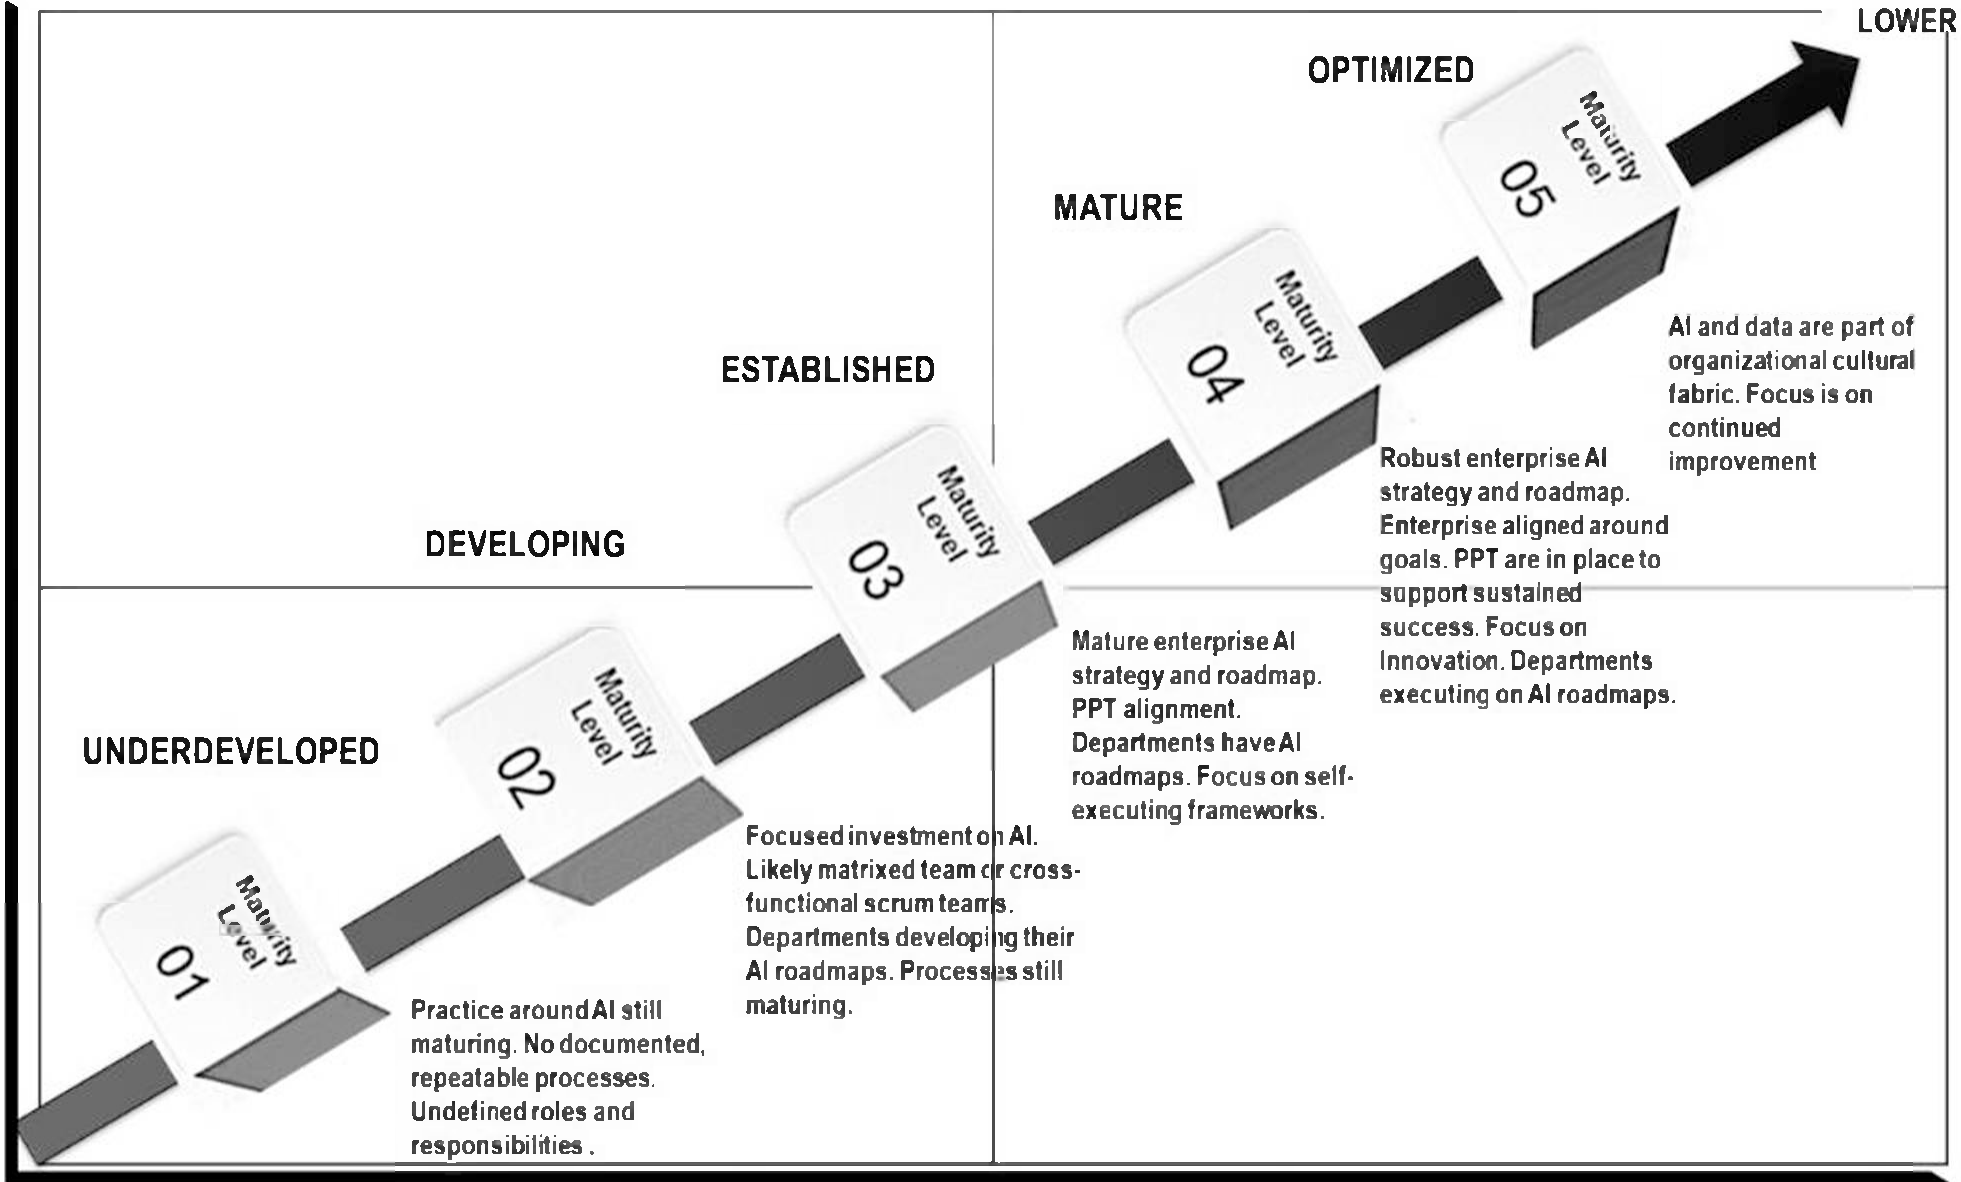 LOWER
OPTIMIZED
Maturity
Level
05
AI and data are part of
organizational cultural
fabric. Focus is on
continued
improvement
MATURE
Maturity
Level
04
Robust enterprise AI
strategy and roadmap.
Enterprise aligned around
goals. PPT are in place to
support sustained
success. Focus on
Innovation. Departments
executing on AI roadmaps.
ESTABLISHED
Maturity
Level
03
Mature enterprise AI
strategy and roadmap.
PPT alignment.
Departments have AI
roadmaps. Focus on self-
executing frameworks.
DEVELOPING
Maturity
Level
02
Focused investment on AI.
Likely matrixed team or cross-
functional scrum teams.
Departments developing their
AI roadmaps. Processes still
maturing.
UNDERDEVELOPED
Maturity
Level
01
Practice around AI still
maturing. No documented,
repeatable processes.
Undefined roles and
responsibilities.